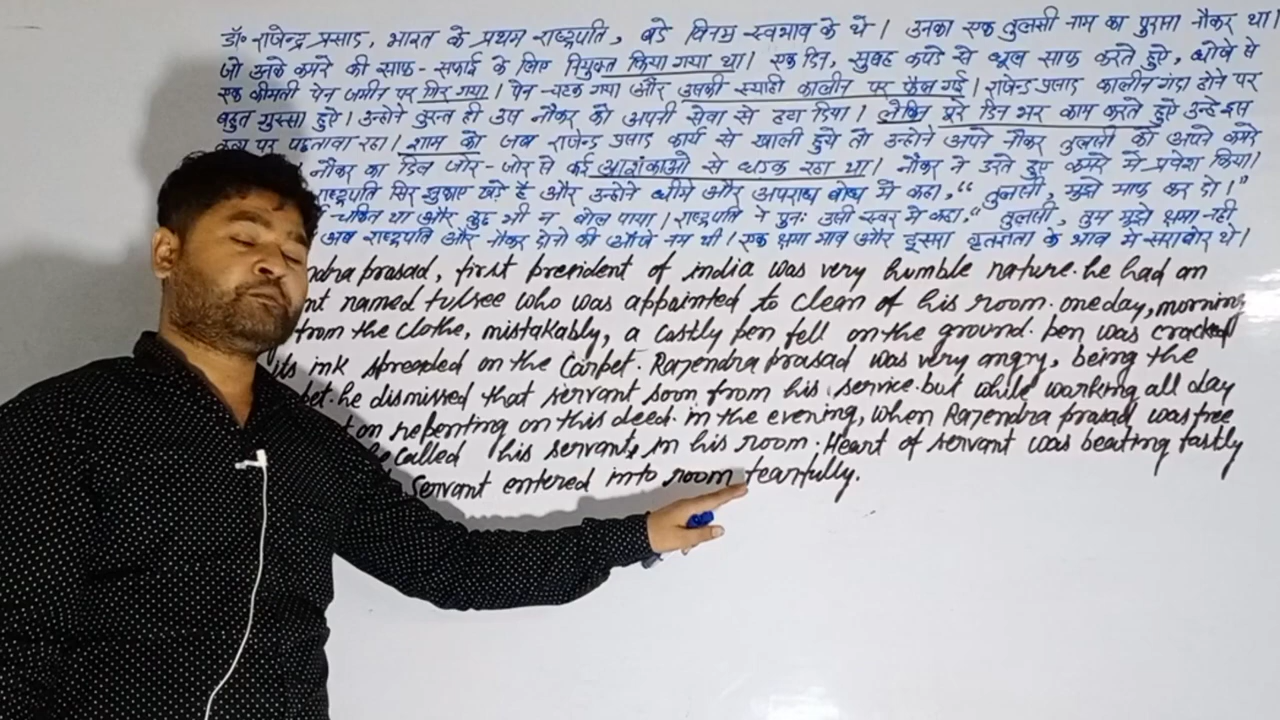 डॉ॰ राजेन्द्र प्रसाद, भारत के प्रथम राष्ट्रपति, बडे विनम्र स्वभाव के थे। उनका एक तुलसी नाम का पुराना नौकर था।
जो उनके कमरे की साफ-सफाई के लिए नियुक्त किया गया था। एक दिन, सुबह कपडे से धूल साफ करते हुए, धोखे से
एक कीमती पेन जमीन पर गिर गया। पेन चटक गया और उसकी स्याही कालीन पर फैल गई। राजेन्द्र प्रसाद कालीन गंदा होने पर
बहुत गुस्सा हुए। उन्होने तुरन्त ही उस नौकर को अपनी सेवा से हटा दिया। लेकिन पूरे दिन भर काम करते हुए उन्हे इस
पर पछतावा रहा। शाम को जब राजेन्द्र प्रसाद कार्य से खाली हुये तो उन्होने अपने नौकर तुलसी को अपने कमरे
नौकर का दिल जोर-जोर से कई आशंकाओ से धडक रहा था। नौकर ने डरते हुए कमरे मे प्रवेश किया।
राष्ट्रपति सिर झुकाए खडे है और उन्होने धीमे और अपराध बोध मे कहा, "तुलसी, मुझे माफ कर दो।"
चकित था और कुछ भी न बोल पाया। राष्ट्रपति ने पुनः उसी स्वर मे कहा, "तुलसी, तुम मुझे क्षमा नही
अब राष्ट्रपति और नौकर दोनो की आँखे नम थी। एक क्षमा भाव और दूसरा कृतज्ञता के भाव मे सराबोर थे।
ndra prasad, first president of india was very humble nature. he had an
nt named tulsee who was appointed to clean of his room. oneday, morning
from the clothe, mistakably, a costly pen fell on the ground. pen was cracked
its ink spreaded on the carpet. Rajendra prasad was very angry, being the
pet. he dismissed that servant soon from his service. but while working all day
on repenting on this deed. in the evening, when Rajendra prasad was free
he called his servant, in his room. Heart of servant was beating fastly
Servant entered into room fearfully.